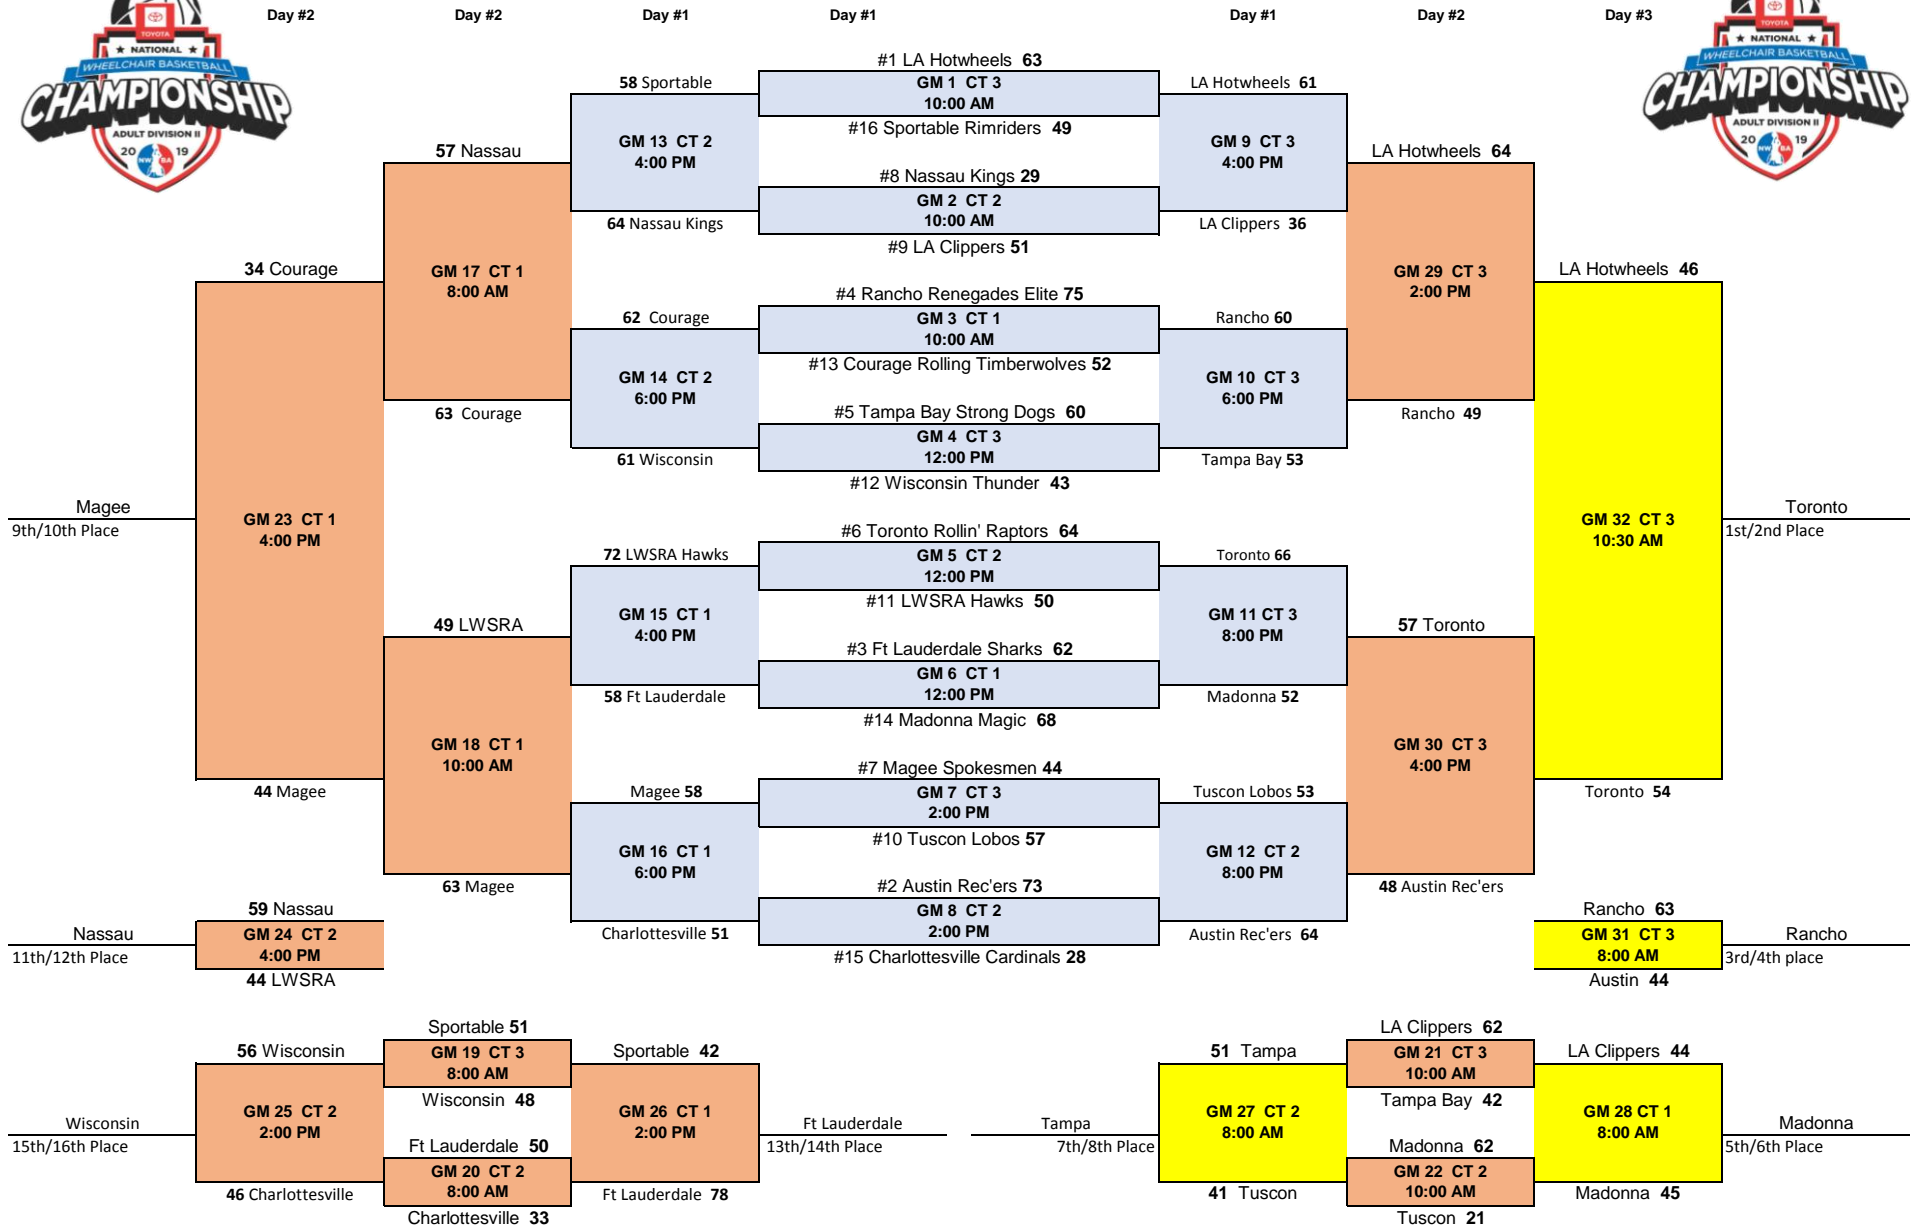 Day #2 Day #2 Day #1 Day #1 Day #1 Day #2 Day #3
TOYOTA
★ NATIONAL ★
WHEELCHAIR BASKETBALL
CHAMPIONSHIP
ADULT DIVISION II
20 NWBA 19
TOYOTA
★ NATIONAL ★
WHEELCHAIR BASKETBALL
CHAMPIONSHIP
ADULT DIVISION II
20 NWBA 19
#1 LA Hotwheels 63
58 Sportable GM 1 CT 3 LA Hotwheels 61
10:00 AM
#16 Sportable Rimriders 49
GM 13 CT 2 GM 9 CT 3
57 Nassau 4:00 PM 4:00 PM LA Hotwheels 64
#8 Nassau Kings 29
GM 2 CT 2
64 Nassau Kings 10:00 AM LA Clippers 36
#9 LA Clippers 51
34 Courage GM 17 CT 1 GM 29 CT 3 LA Hotwheels 46
8:00 AM 2:00 PM
#4 Rancho Renegades Elite 75
62 Courage GM 3 CT 1 Rancho 60
10:00 AM
#13 Courage Rolling Timberwolves 52
GM 14 CT 2 GM 10 CT 3
6:00 PM 6:00 PM
63 Courage #5 Tampa Bay Strong Dogs 60 Rancho 49
GM 4 CT 3
61 Wisconsin 12:00 PM Tampa Bay 53
#12 Wisconsin Thunder 43
Magee Toronto
9th/10th Place GM 23 CT 1 GM 32 CT 3 1st/2nd Place
4:00 PM 10:30 AM
#6 Toronto Rollin' Raptors 64
72 LWSRA Hawks GM 5 CT 2 Toronto 66
12:00 PM
#11 LWSRA Hawks 50
GM 15 CT 1 GM 11 CT 3
49 LWSRA 4:00 PM 8:00 PM 57 Toronto
#3 Ft Lauderdale Sharks 62
GM 6 CT 1
58 Ft Lauderdale 12:00 PM Madonna 52
#14 Madonna Magic 68
GM 18 CT 1 GM 30 CT 3
10:00 AM 4:00 PM
#7 Magee Spokesmen 44
44 Magee Magee 58 GM 7 CT 3 Tuscon Lobos 53 Toronto 54
2:00 PM
#10 Tuscon Lobos 57
GM 16 CT 1 GM 12 CT 2
6:00 PM 8:00 PM
63 Magee #2 Austin Rec'ers 73 48 Austin Rec'ers
59 Nassau GM 8 CT 2 Rancho 63
Nassau GM 24 CT 2 Charlottesville 51 2:00 PM Austin Rec'ers 64 GM 31 CT 3 Rancho
11th/12th Place 4:00 PM #15 Charlottesville Cardinals 28 8:00 AM 3rd/4th place
44 LWSRA Austin 44
Sportable 51 LA Clippers 62
56 Wisconsin GM 19 CT 3 Sportable 42 51 Tampa GM 21 CT 3 LA Clippers 44
8:00 AM 10:00 AM
Wisconsin 48 Tampa Bay 42
GM 25 CT 2 GM 26 CT 1 GM 27 CT 2 GM 28 CT 1
Wisconsin 2:00 PM 2:00 PM Ft Lauderdale Tampa 8:00 AM 8:00 AM Madonna
15th/16th Place Ft Lauderdale 50 13th/14th Place 7th/8th Place Madonna 62 5th/6th Place
GM 20 CT 2 GM 22 CT 2
46 Charlottesville 8:00 AM Ft Lauderdale 78 41 Tuscon 10:00 AM Madonna 45
Charlottesville 33 Tuscon 21